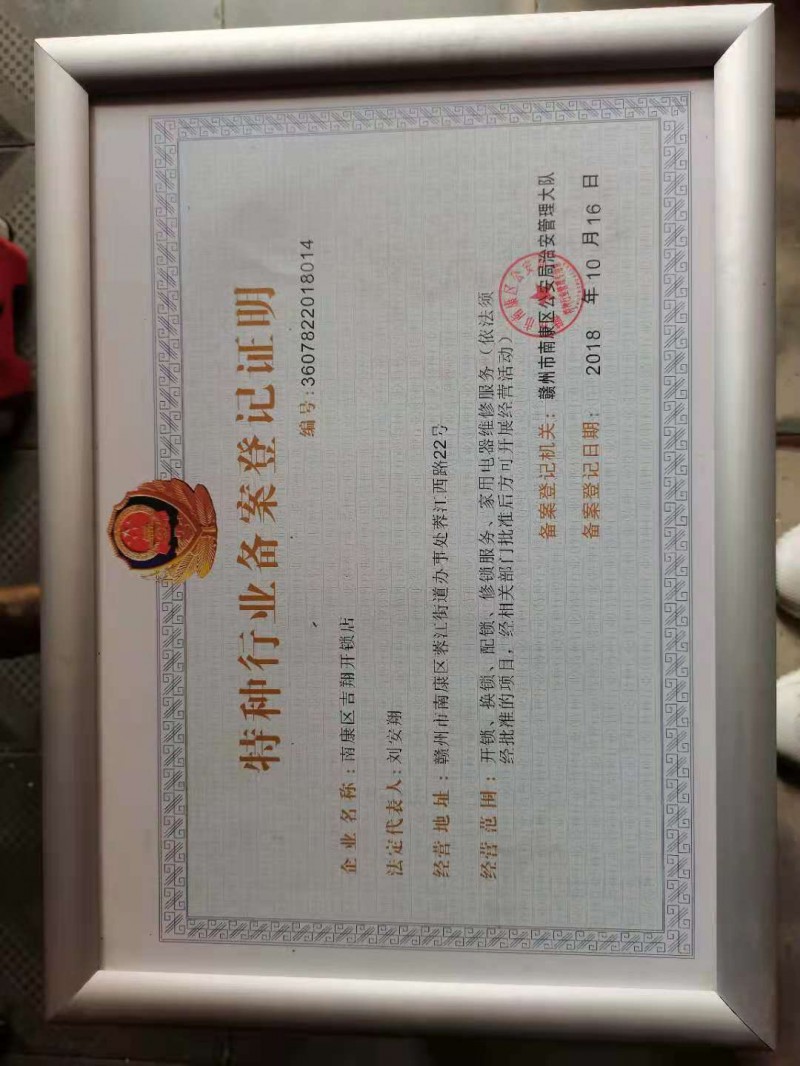 特种行业备案登记证明
编号:3607822018014
企业名称:南康区吉翔开锁店
法定代表人:刘安翔
经营地址:赣州市南康区蓉江街道办事处蓉江西路22号
经营范围:开锁、换锁、配锁、修锁服务、家用电器维修服务(依法须
经批准的项目,经相关部门批准后方可开展经营活动)
备案登记机关:赣州市南康区公安局治安管理大队
备案登记日期:2018 年10 月16 日